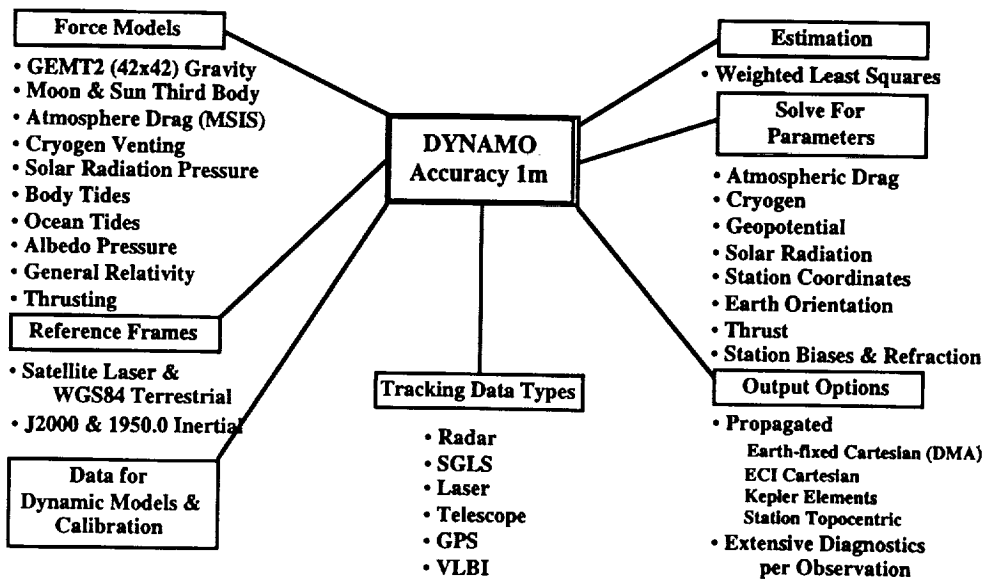 Force Models
• GEMT2 (42x42) Gravity
• Moon & Sun Third Body
• Atmosphere Drag (MSIS)
• Cryogen Venting
• Solar Radiation Pressure
• Body Tides
• Ocean Tides
• Albedo Pressure
• General Relativity
• Thrusting
Reference Frames
• Satellite Laser &
WGS84 Terrestrial
• J2000 & 1950.0 Inertial
Data for
Dynamic Models &
Calibration
DYNAMO
Accuracy 1m
Tracking Data Types
• Radar
• SGLS
• Laser
• Telescope
• GPS
• VLBI
Estimation
• Weighted Least Squares
Solve For
Parameters
• Atmospheric Drag
• Cryogen
• Geopotential
• Solar Radiation
• Station Coordinates
• Earth Orientation
• Thrust
• Station Biases & Refraction
Output Options
• Propagated
Earth-fixed Cartesian (DMA)
ECI Cartesian
Kepler Elements
Station Topocentric
• Extensive Diagnostics
per Observation